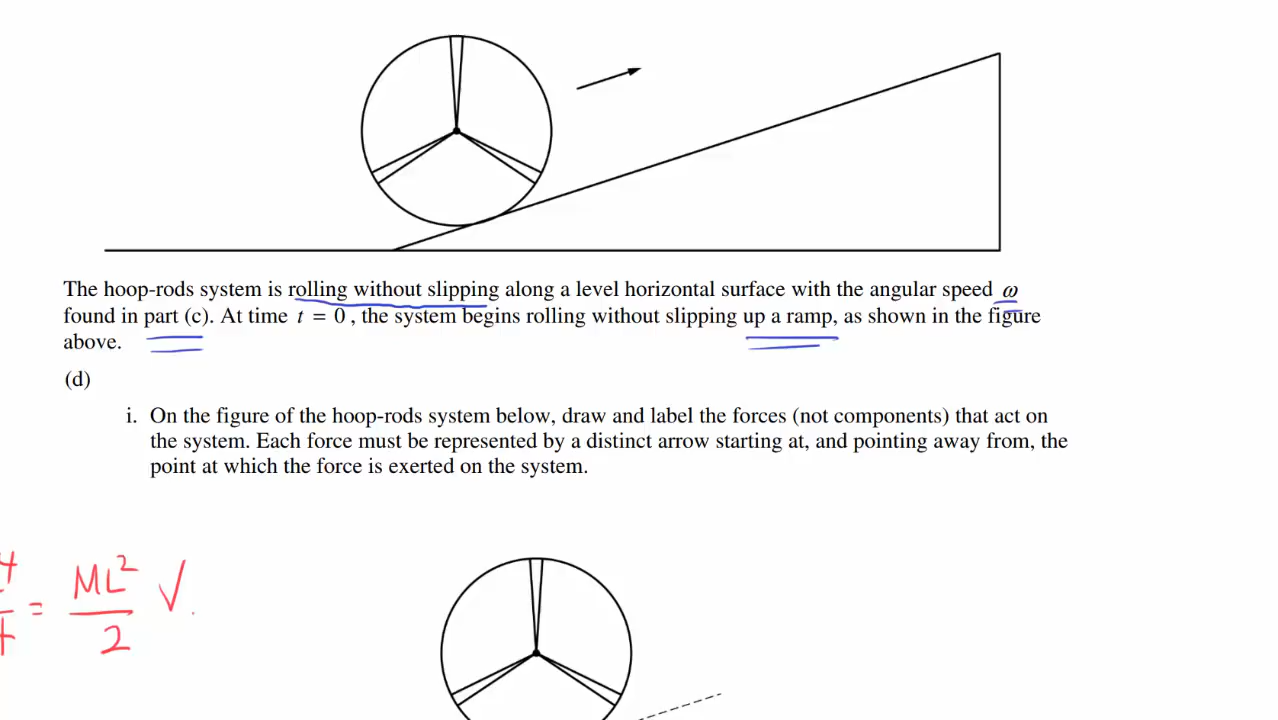 The hoop-rods system is rolling without slipping along a level horizontal surface with the angular speed ω
found in part (c). At time t = 0, the system begins rolling without slipping up a ramp, as shown in the figure
above.
(d)
i. On the figure of the hoop-rods system below, draw and label the forces (not components) that act on
the system. Each force must be represented by a distinct arrow starting at, and pointing away from, the
point at which the force is exerted on the system.
= ML²/2 √.